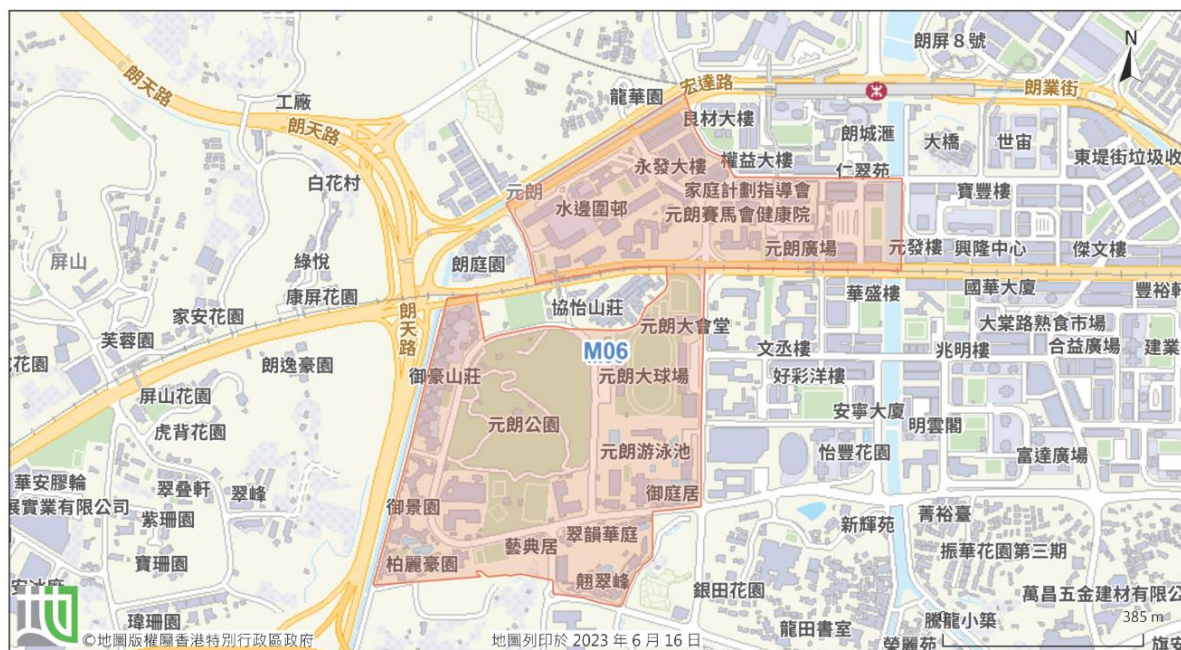 朗屏8號
N
朗天路
宏達路
朗業街
工廠
龍華園
良材大樓
朗天路
朗城滙
大橋
世宙
東堤街垃圾收
權益大樓
永發大樓
仁翠苑
白花村
元朗
家庭計劃指導會
寶豐樓
水邊圍邨
元朗賽馬會健康院
屏山
綠悅
朗庭園
元朗廣場
元發樓
興隆中心
傑文樓
康屏花園
國華大廈
豐裕軒
協怡山莊
華盛樓
家安花園
朗天路
元朗大會堂
大棠路熟食市場
芙蓉園
M06
文丞樓
兆明樓
合益廣場
建業
花園
朗逸豪園
御豪山莊
元朗大球場
好彩洋樓
屏山花園
安寧大廈
虎背花園
元朗公園
明雲閣
元朗游泳池
怡豐花園
富達廣場
華安膠輪
翠叠軒
翠峰
御庭居
展實業有限公司
御景園
菁裕臺
紫珊園
新輝苑
翠韻華庭
藝典居
振華花園第三期
寶珊園
柏麗豪園
翹翠峰
銀田花園
萬昌五金建材有限公
瑋珊園
騰龍小築
385 m
龍田書室
©地圖版權屬香港特別行政區政府
地圖列印於 2023 年 6 月 16 日
榮麗苑
旗安